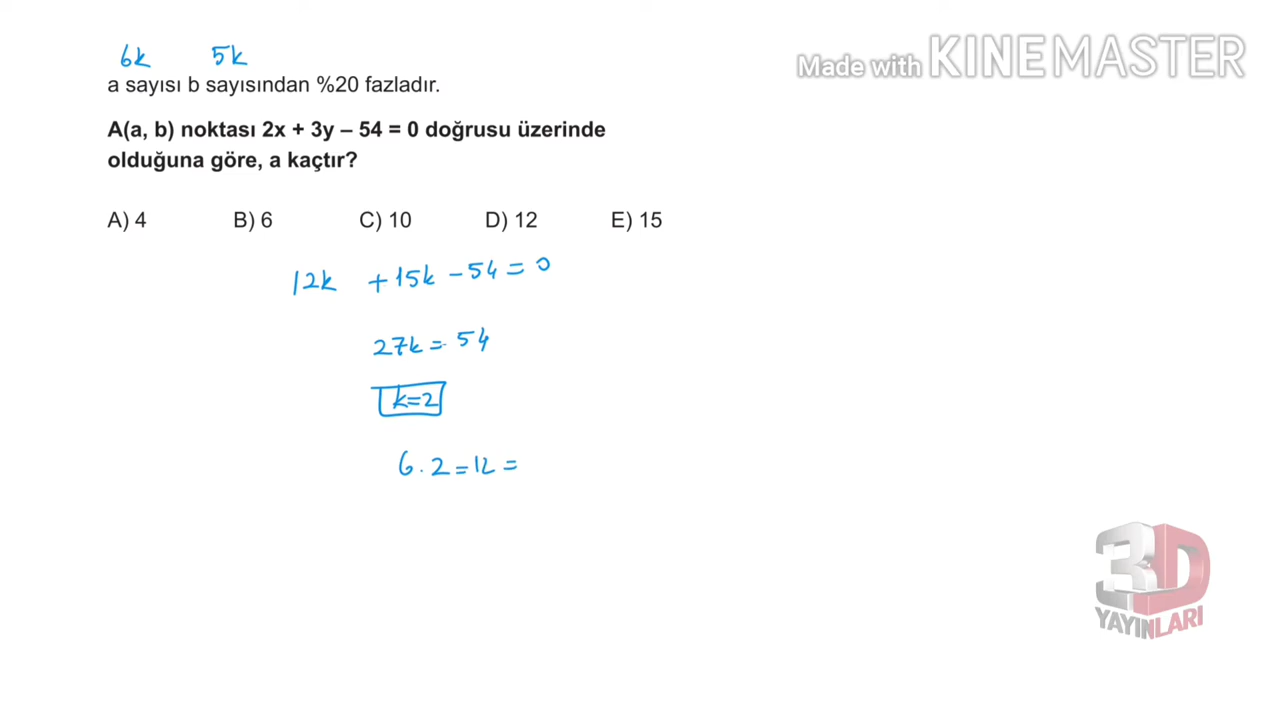 Made with KINEMASTER
6k 5k
a sayısı b sayısından %20 fazladır.
A(a, b) noktası 2x + 3y – 54 = 0 doğrusu üzerinde
olduğuna göre, a kaçtır?
A) 4 B) 6 C) 10 D) 12 E) 15
12k + 15k - 54 = 0
27k = 54
k=2
6 . 2 = 12 =
3D
YAYINLARI